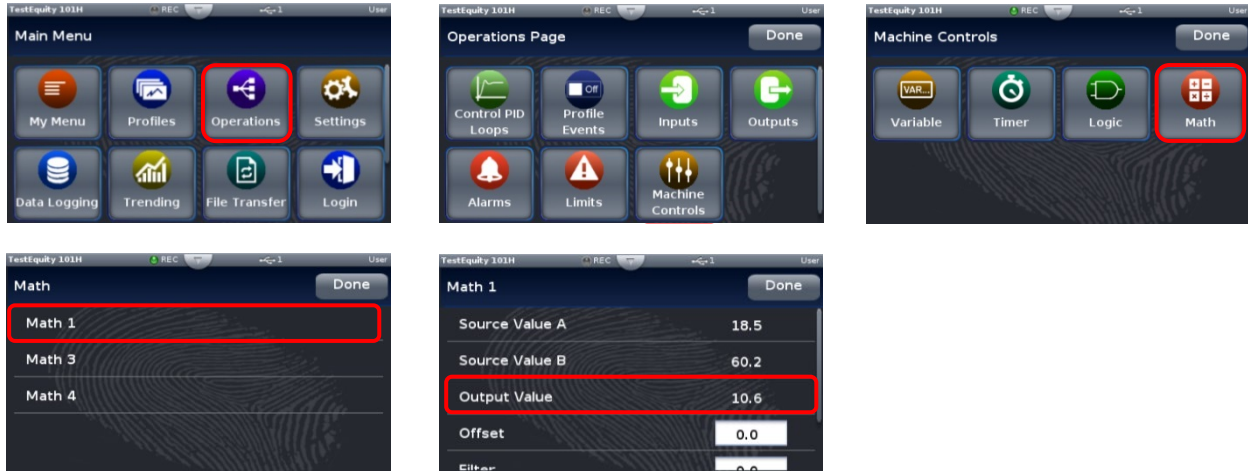 TestEquity 101H REC 1 User
Main Menu
My Menu Profiles Operations Settings
Data Logging Trending File Transfer Login
TestEquity 101H REC 1 User
Operations Page Done
Off
Control PID Loops Profile Events Inputs Outputs
Alarms Limits Machine Controls
TestEquity 101H REC 1 User
Machine Controls Done
VAR...
Variable Timer Logic Math
TestEquity 101H REC 1 User
Math Done
Math 1
Math 3
Math 4
TestEquity 101H REC 1 User
Math 1 Done
Source Value A 18.5
Source Value B 60.2
Output Value 10.6
Offset 0.0
Filter 0.0